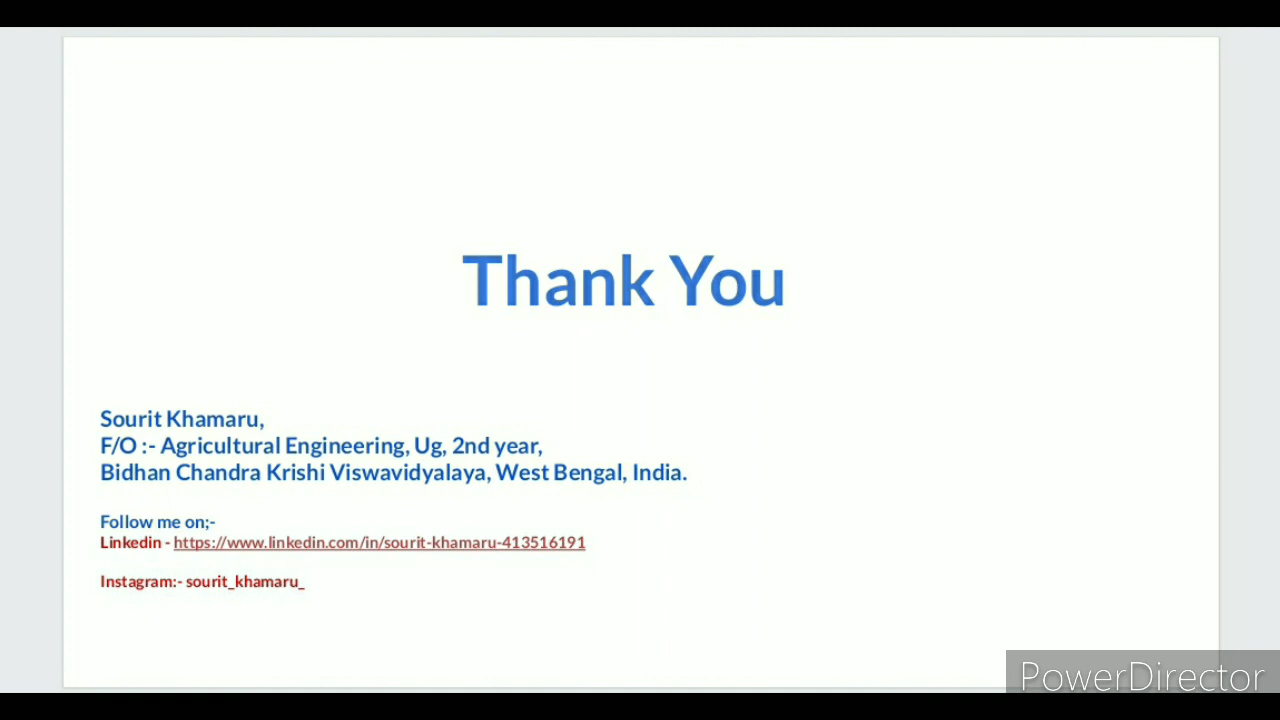 Thank You
Sourit Khamaru,
F/O :- Agricultural Engineering, Ug, 2nd year,
Bidhan Chandra Krishi Viswavidyalaya, West Bengal, India.
Follow me on;-
Linkedin - https://www.linkedin.com/in/sourit-khamaru-413516191
Instagram:- sourit_khamaru_
PowerDirector